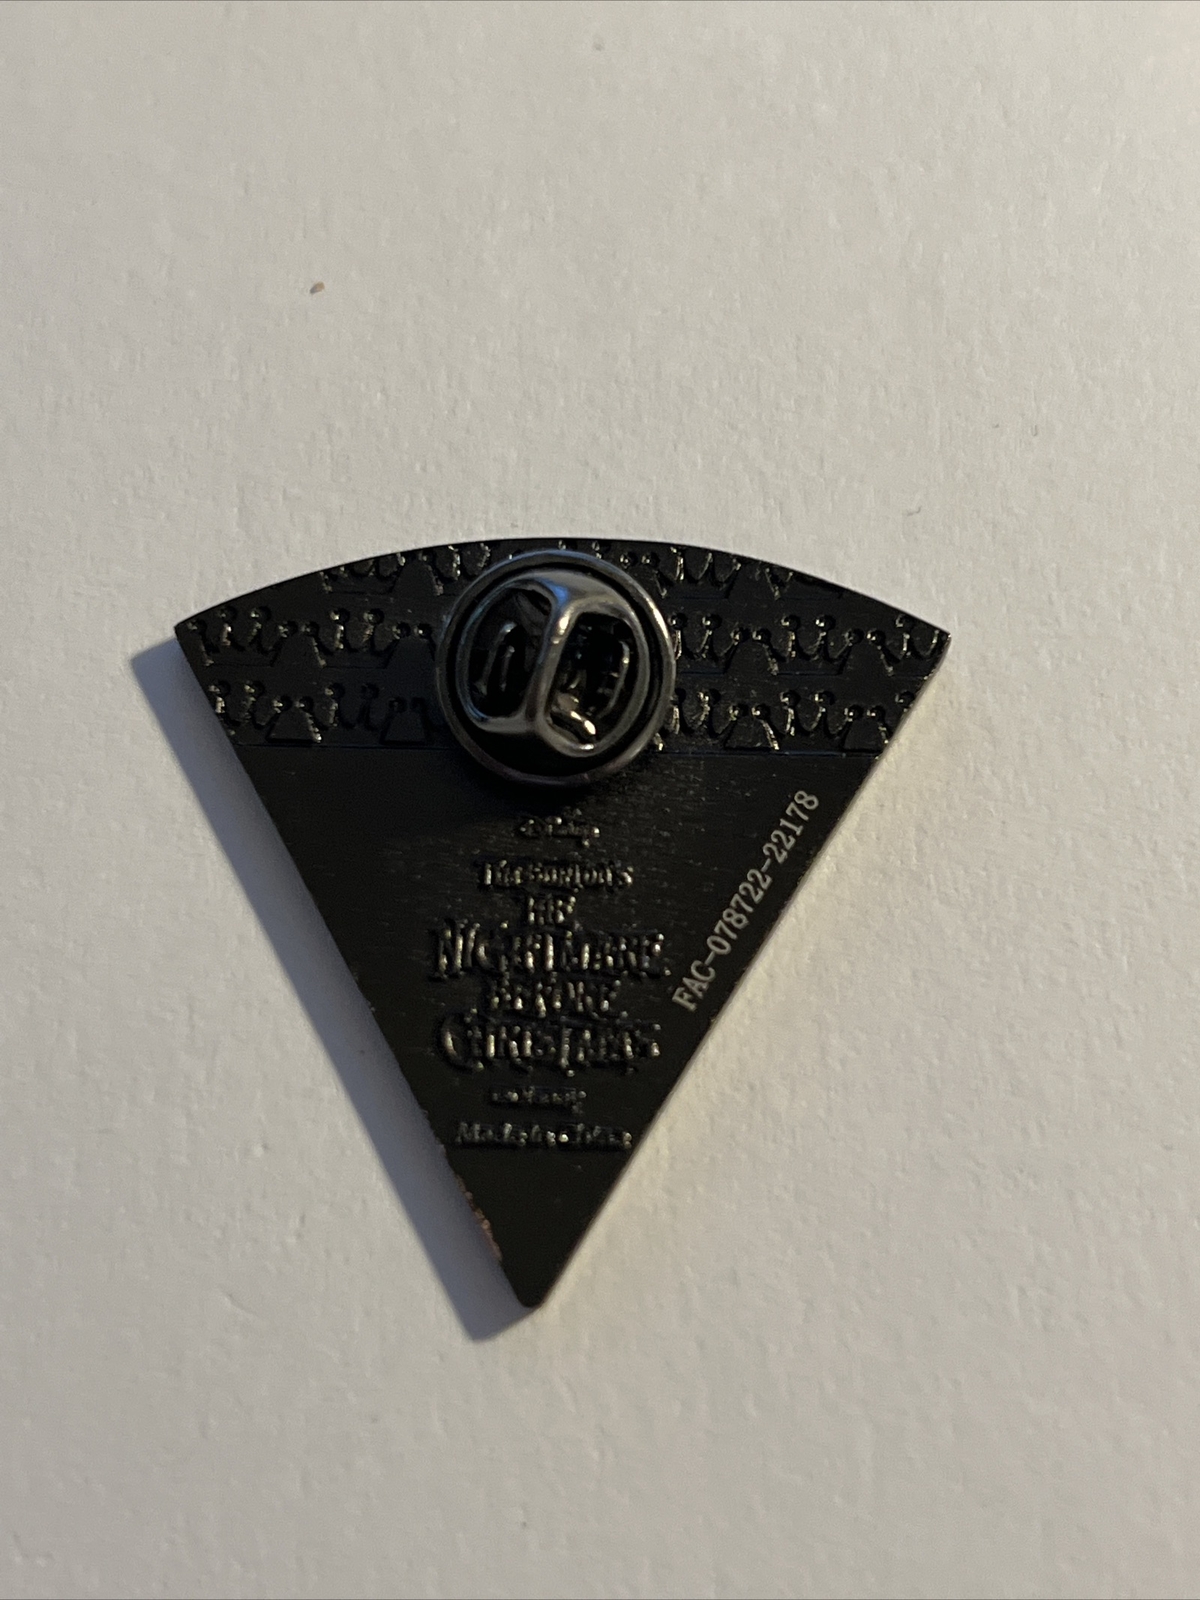 © Disney
TIM BURTON'S
THE
NIGHTMARE
BEFORE
CHRISTMAS
Made in China
FAC-078722-22178